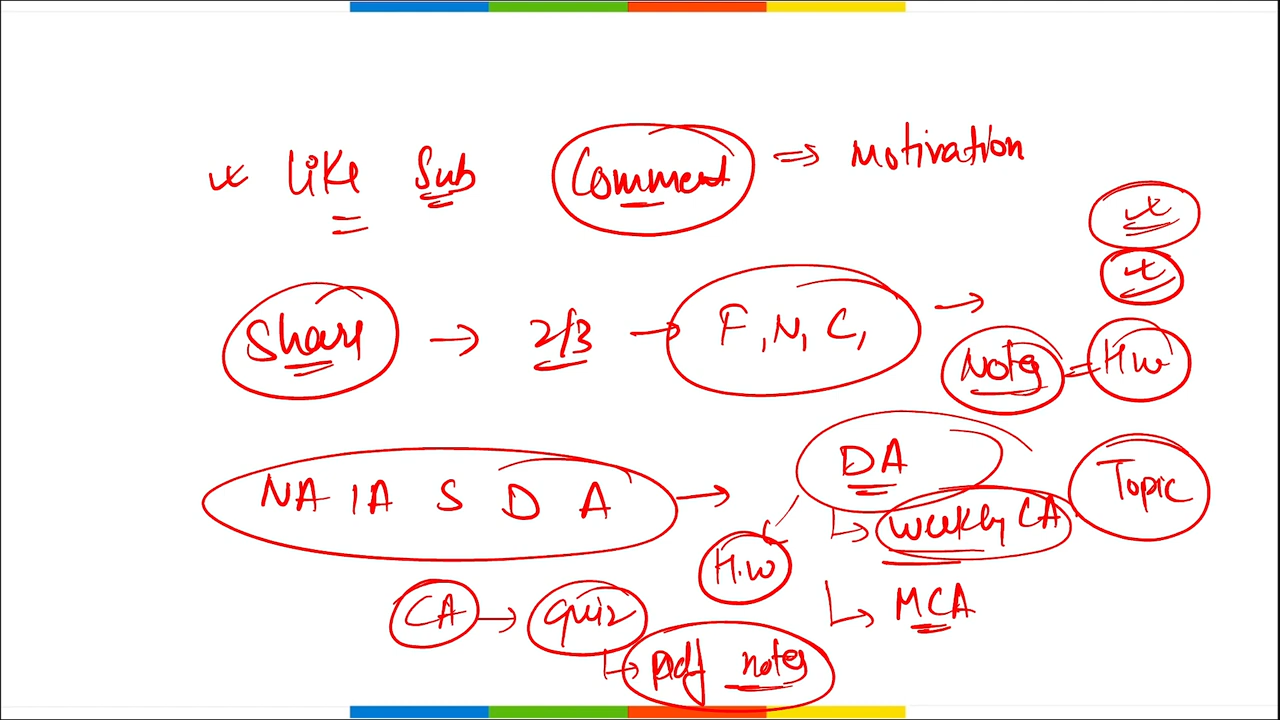 Like Sub Comment ⇒ Motivation
Share → 2/3 → F, N, C, →
Notes = Hw
NA IA S D A → DA
Topic
↳ Weekly CA
H.w
↳ MCA
CA → Quiz
↳ Pdf notes